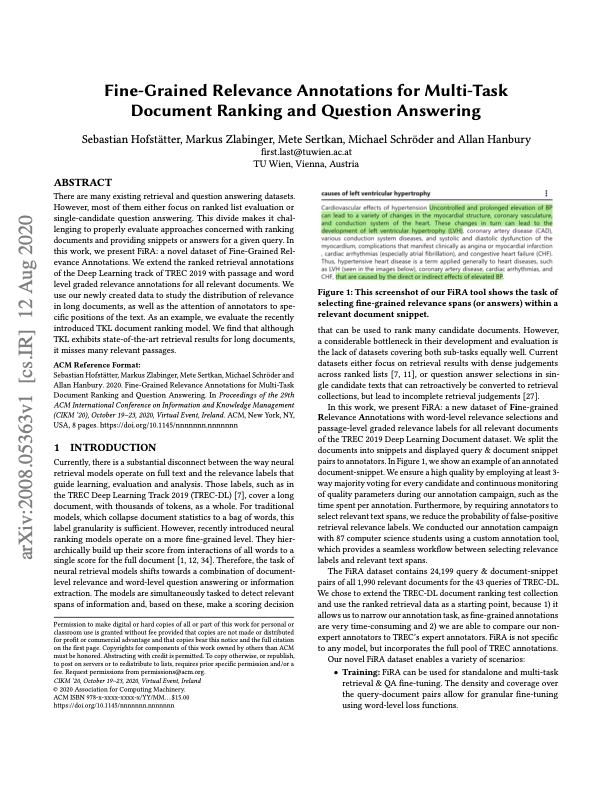 Fine-Grained Relevance Annotations for Multi-Task
Document Ranking and Question Answering
Sebastian Hofstätter, Markus Zlabinger, Mete Sertkan, Michael Schröder and Allan Hanbury
first.last@tuwien.ac.at
TU Wien, Vienna, Austria
arXiv:2008.05363v1 [cs.IR] 12 Aug 2020
ABSTRACT
There are many existing retrieval and question answering datasets.
However, most of them either focus on ranked list evaluation or
single-candidate question answering. This divide makes it chal-
lenging to properly evaluate approaches concerned with ranking
documents and providing snippets or answers for a given query. In
this work, we present FiRA: a novel dataset of Fine-Grained Rel-
evance Annotations. We extend the ranked retrieval annotations
of the Deep Learning track of TREC 2019 with passage and word
level graded relevance annotations for all relevant documents. We
use our newly created data to study the distribution of relevance
in long documents, as well as the attention of annotators to spe-
cific positions of the text. As an example, we evaluate the recently
introduced TKL document ranking model. We find that although
TKL exhibits state-of-the-art retrieval results for long documents,
it misses many relevant passages.
ACM Reference Format:
Sebastian Hofstätter, Markus Zlabinger, Mete Sertkan, Michael Schröder and
Allan Hanbury. 2020. Fine-Grained Relevance Annotations for Multi-Task
Document Ranking and Question Answering. In Proceedings of the 29th
ACM International Conference on Information and Knowledge Management
(CIKM '20), October 19–23, 2020, Virtual Event, Ireland. ACM, New York, NY,
USA, 8 pages. https://doi.org/10.1145/nnnnnnn.nnnnnnn
1 INTRODUCTION
Currently, there is a substantial disconnect between the way neural
retrieval models operate on full text and the relevance labels that
guide learning, evaluation and analysis. Those labels, such as in
the TREC Deep Learning Track 2019 (TREC-DL) [7], cover a long
document, with thousands of tokens, as a whole. For traditional
models, which collapse document statistics to a bag of words, this
label granularity is sufficient. However, recently introduced neural
ranking models operate on a more fine-grained level. They hier-
archically build up their score from interactions of all words to a
single score for the full document [1, 12, 34]. Therefore, the task of
neural retrieval models shifts towards a combination of document-
level relevance and word-level question answering or information
extraction. The models are simultaneously tasked to detect relevant
spans of information and, based on these, make a scoring decision
Permission to make digital or hard copies of all or part of this work for personal or
classroom use is granted without fee provided that copies are not made or distributed
for profit or commercial advantage and that copies bear this notice and the full citation
on the first page. Copyrights for components of this work owned by others than ACM
must be honored. Abstracting with credit is permitted. To copy otherwise, or republish,
to post on servers or to redistribute to lists, requires prior specific permission and/or a
fee. Request permissions from permissions@acm.org.
CIKM '20, October 19–23, 2020, Virtual Event, Ireland
© 2020 Association for Computing Machinery.
ACM ISBN 978-x-xxxx-xxxx-x/YY/MM...$15.00
https://doi.org/10.1145/nnnnnnn.nnnnnnn
causes of left ventricular hypertrophy
Cardiovascular effects of hypertension Uncontrolled and prolonged elevation of BP
can lead to a variety of changes in the myocardial structure, coronary vasculature,
and conduction system of the heart. These changes in turn can lead to the
development of left ventricular hypertrophy (LVH), coronary artery disease (CAD),
various conduction system diseases, and systolic and diastolic dysfunction of the
myocardium, complications that manifest clinically as angina or myocardial infarction
, cardiac arrhythmias (especially atrial fibrillation), and congestive heart failure (CHF).
Thus, hypertensive heart disease is a term applied generally to heart diseases, such
as LVH (seen in the images below), coronary artery disease, cardiac arrhythmias, and
CHF, that are caused by the direct or indirect effects of elevated BP.
Figure 1: This screenshot of our FiRA tool shows the task of
selecting fine-grained relevance spans (or answers) within a
relevant document snippet.
that can be used to rank many candidate documents. However,
a considerable bottleneck in their development and evaluation is
the lack of datasets covering both sub-tasks equally well. Current
datasets either focus on retrieval results with dense judgements
across ranked lists [7, 11], or question answer selections in sin-
gle candidate texts that can retroactively be converted to retrieval
collections, but lead to incomplete retrieval judgements [27].
In this work, we present FiRA: a new dataset of Fine-grained
Relevance Annotations with word-level relevance selections and
passage-level graded relevance labels for all relevant documents
of the TREC 2019 Deep Learning Document dataset. We split the
documents into snippets and displayed query & document snippet
pairs to annotators. In Figure 1, we show an example of an annotated
document-snippet. We ensure a high quality by employing at least 3-
way majority voting for every candidate and continuous monitoring
of quality parameters during our annotation campaign, such as the
time spent per annotation. Furthermore, by requiring annotators to
select relevant text spans, we reduce the probability of false-positive
retrieval relevance labels. We conducted our annotation campaign
with 87 computer science students using a custom annotation tool,
which provides a seamless workflow between selecting relevance
labels and relevant text spans.
The FiRA dataset contains 24,199 query & document-snippet
pairs of all 1,990 relevant documents for the 43 queries of TREC-DL.
We chose to extend the TREC-DL document ranking test collection
and use the ranked retrieval data as a starting point, because 1) it
allows us to narrow our annotation task, as fine-grained annotations
are very time-consuming and 2) we are able to compare our non-
expert annotators to TREC's expert annotators. FiRA is not specific
to any model, but incorporates the full pool of TREC annotations.
Our novel FiRA dataset enables a variety of scenarios:
• Training: FiRA can be used for standalone and multi-task
retrieval & QA fine-tuning. The density and coverage over
the query-document pairs allow for granular fine-tuning
using word-level loss functions.